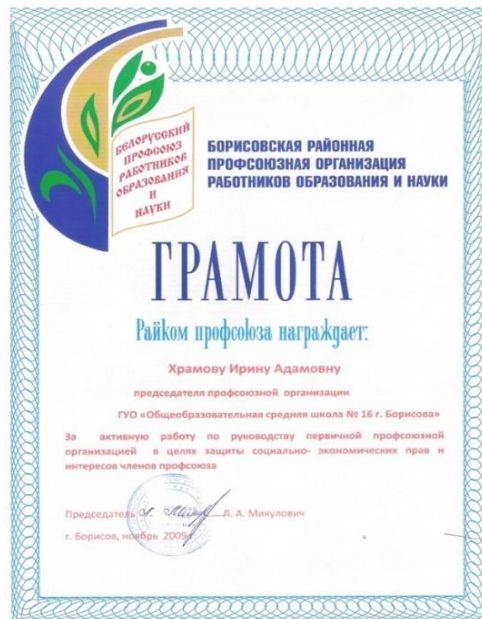 БЕЛОРУССКИЙ
ПРОФСОЮЗ
РАБОТНИКОВ
ОБРАЗОВАНИЯ
И
НАУКИ
БОРИСОВСКАЯ РАЙОННАЯ
ПРОФСОЮЗНАЯ ОРГАНИЗАЦИЯ
РАБОТНИКОВ ОБРАЗОВАНИЯ И НАУКИ
ГРАМОТА
Райком профсоюза награждает:
Храмову Ирину Адамовну
председателя профсоюзной организации
ГУО «Общеобразовательная средняя школа № 16 г. Борисова»
За активную работу по руководству первичной профсоюзной
организацией в целях защиты социально- экономических прав и
интересов членов профсоюза
Председатель Л. А. Микулович
г. Борисов, ноябрь 2009г.